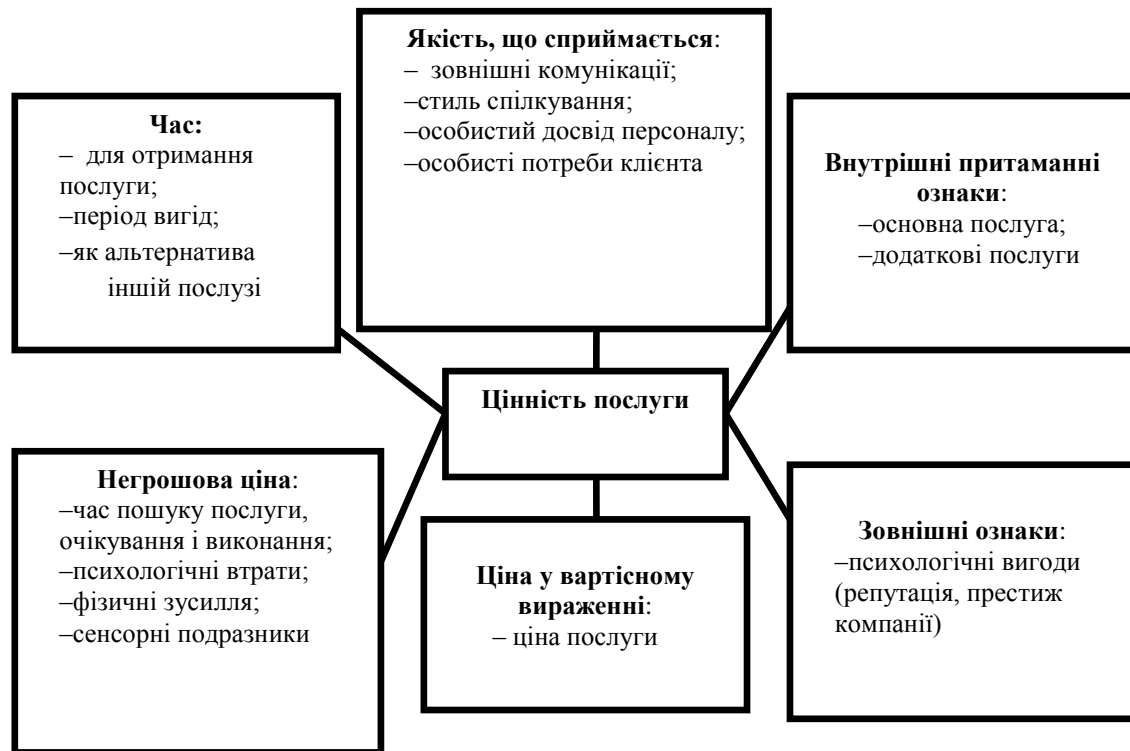 Якість, що сприймається:
– зовнішні комунікації;
–стиль спілкування;
–особистий досвід персоналу;
–особисті потреби клієнта
Час:
– для отримання
послуги;
–період вигід;
–як альтернатива
іншій послузі
Внутрішні притаманні
ознаки:
–основна послуга;
–додаткові послуги
Цінність послуги
Негрошова ціна:
–час пошуку послуги,
очікування і виконання;
–психологічні втрати;
–фізичні зусилля;
–сенсорні подразники
Ціна у вартісному
вираженні:
– ціна послуги
Зовнішні ознаки:
–психологічні вигоди
(репутація, престиж
компанії)